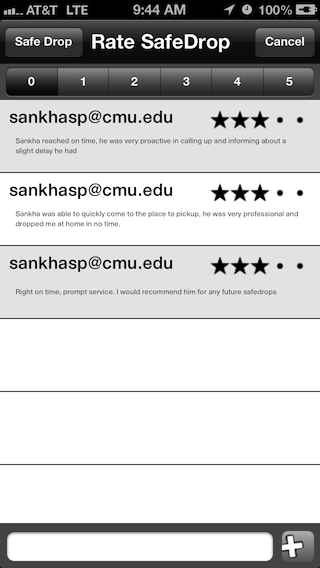 AT&T LTE 9:44 AM 100%
Safe Drop Rate SafeDrop Cancel
0 1 2 3 4 5
sankhasp@cmu.edu
Sankha reached on time, he was very proactive in calling up and informing about a
slight delay he had
sankhasp@cmu.edu
Sankha was able to quickly come to the place to pickup, he was very professional and
dropped me at home in no time.
sankhasp@cmu.edu
Right on time, prompt service. I would recommend him for any future safedrops